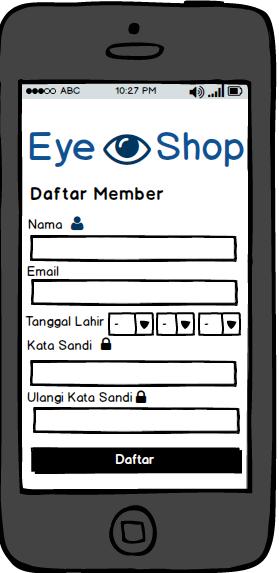 ABC 10:27 PM
Eye Shop
Daftar Member
Nama
Email
Tanggal Lahir - - -
Kata Sandi
Ulangi Kata Sandi
Daftar